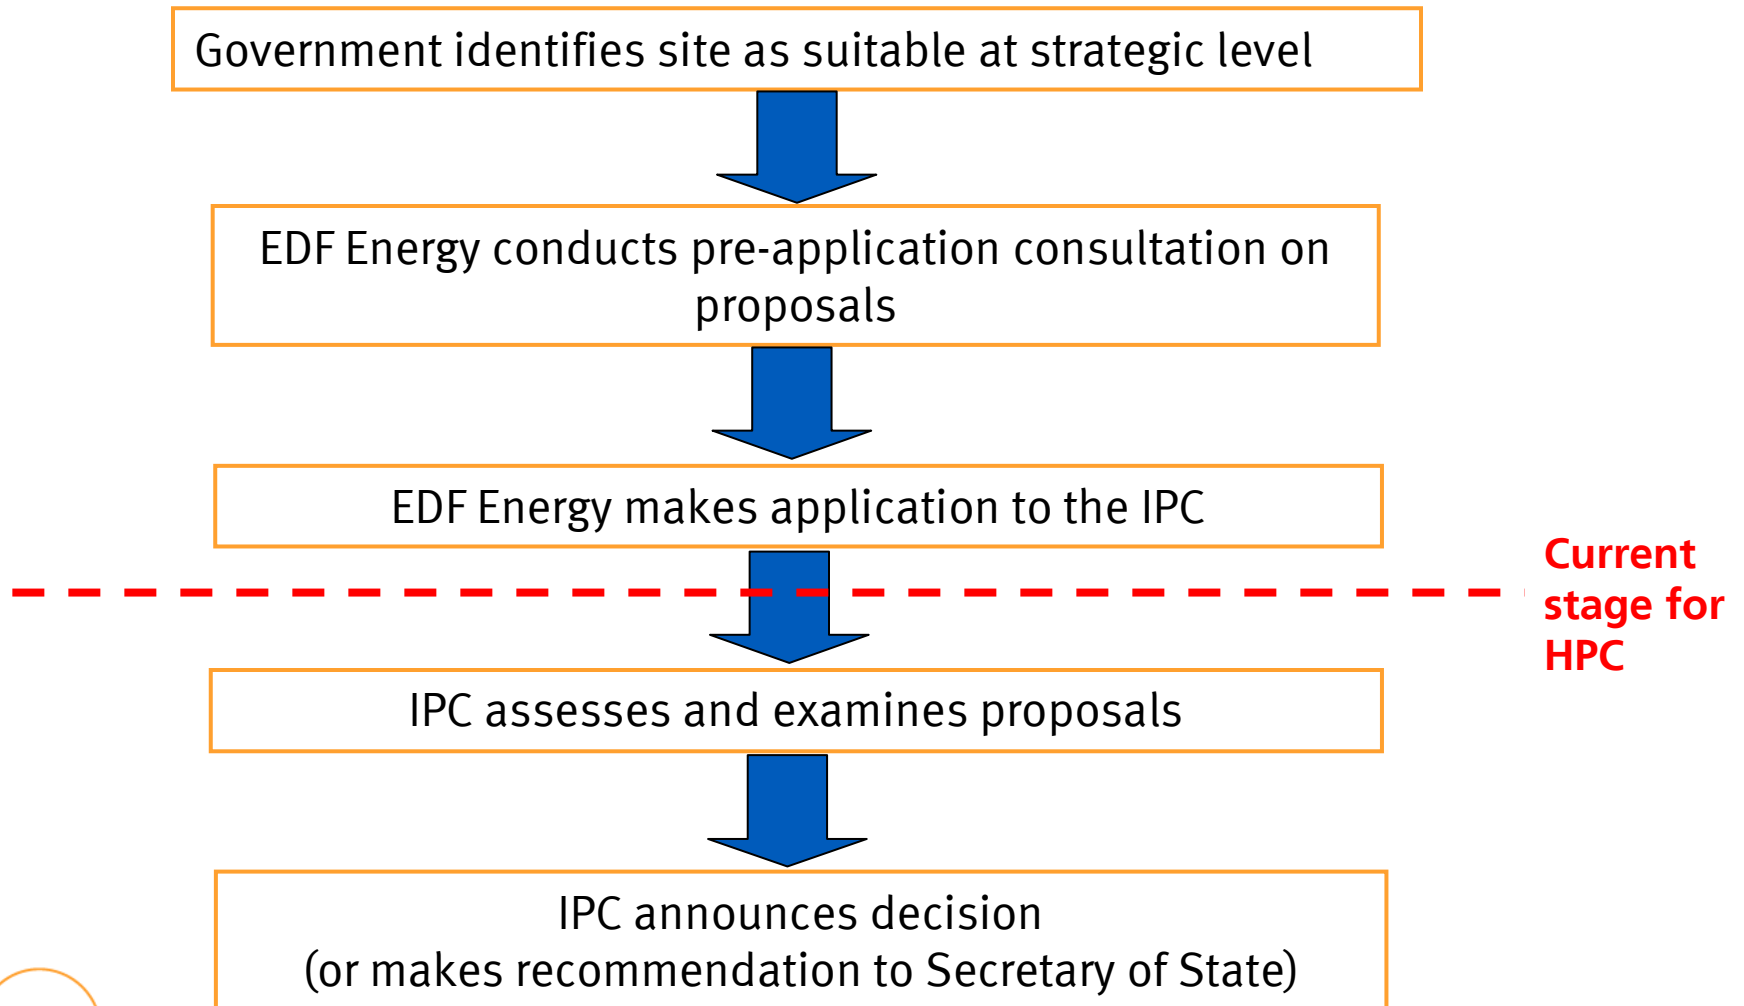 Government identifies site as suitable at strategic level
EDF Energy conducts pre-application consultation on
proposals
EDF Energy makes application to the IPC
Current
stage for
HPC
IPC assesses and examines proposals
IPC announces decision
(or makes recommendation to Secretary of State)